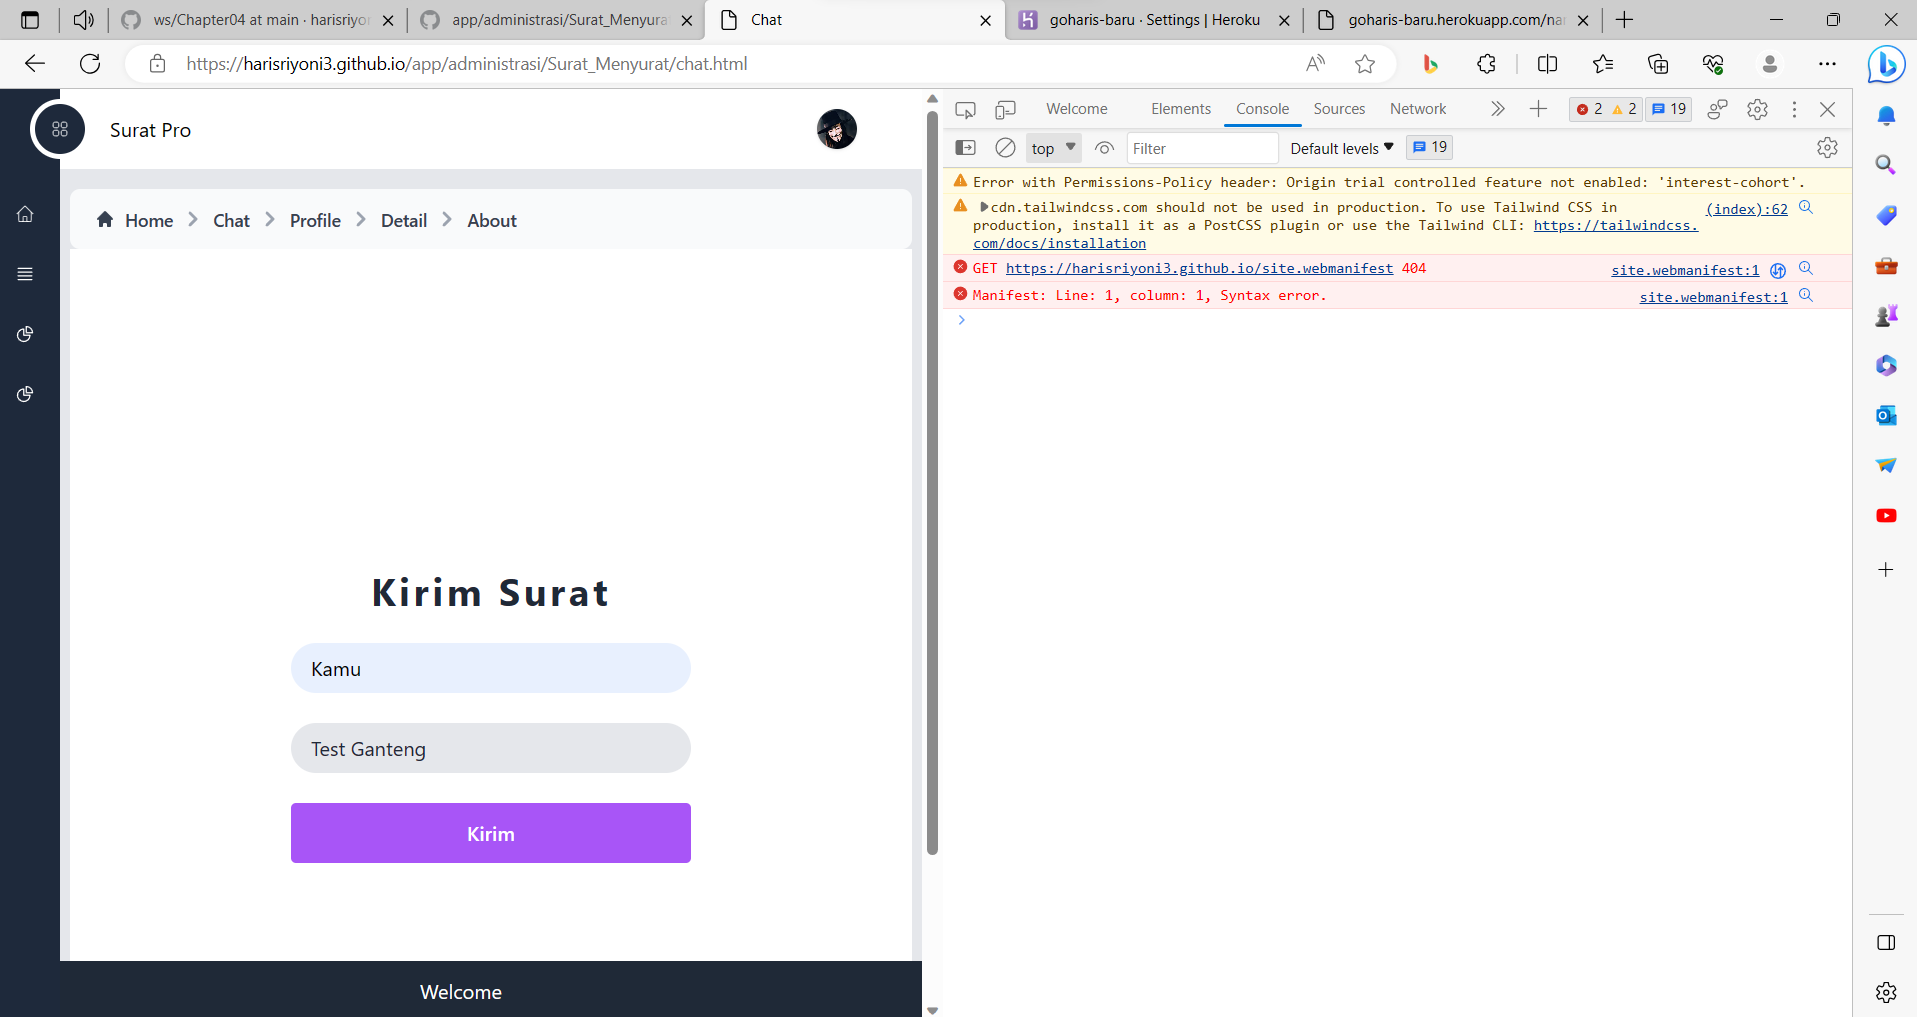 ws/Chapter04 at main · harisriyo
app/administrasi/Surat_Menyura
Chat
goharis-baru · Settings | Heroku
goharis-baru.herokuapp.com/na
https://harisriyoni3.github.io/app/administrasi/Surat_Menyurat/chat.html
Surat Pro
Home Chat Profile Detail About
Kirim Surat
Kamu
Test Ganteng
Kirim
Welcome
Welcome Elements Console Sources Network 2 2 19
top Filter Default levels 19
Error with Permissions-Policy header: Origin trial controlled feature not enabled: 'interest-cohort'.
cdn.tailwindcss.com should not be used in production. To use Tailwind CSS in (index):62
production, install it as a PostCSS plugin or use the Tailwind CLI: https://tailwindcss.
com/docs/installation
GET https://harisriyoni3.github.io/site.webmanifest 404 site.webmanifest:1
Manifest: Line: 1, column: 1, Syntax error. site.webmanifest:1